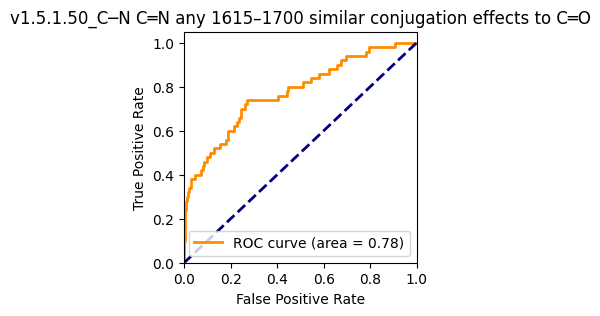 v1.5.1.50_C─N C═N any 1615–1700 similar conjugation effects to C═O
1.0
0.8
0.6
0.4
0.2
0.0
True Positive Rate
ROC curve (area = 0.78)
0.0 0.2 0.4 0.6 0.8 1.0
False Positive Rate